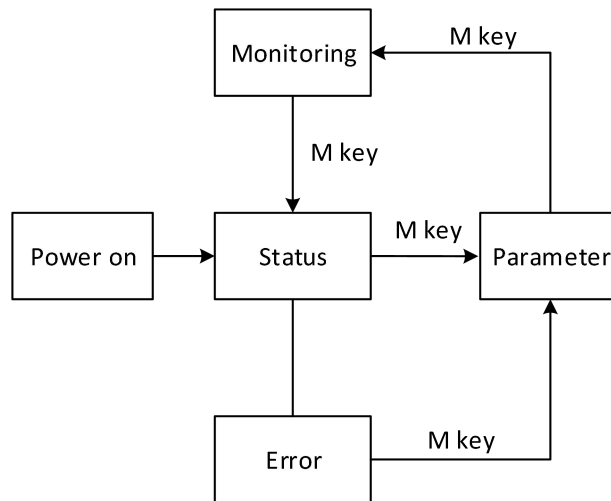 M key
Monitoring
M key
M key
Power on
Status
Parameter
M key
Error